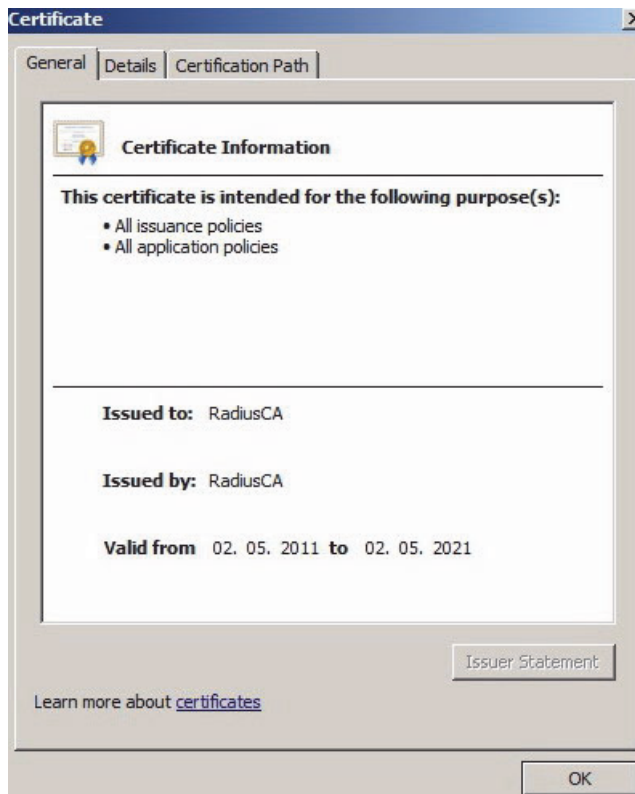 Certificate
General Details Certification Path
Certificate Information
This certificate is intended for the following purpose(s):
• All issuance policies
• All application policies
Issued to: RadiusCA
Issued by: RadiusCA
Valid from 02. 05. 2011 to 02. 05. 2021
Issuer Statement
Learn more about certificates
OK